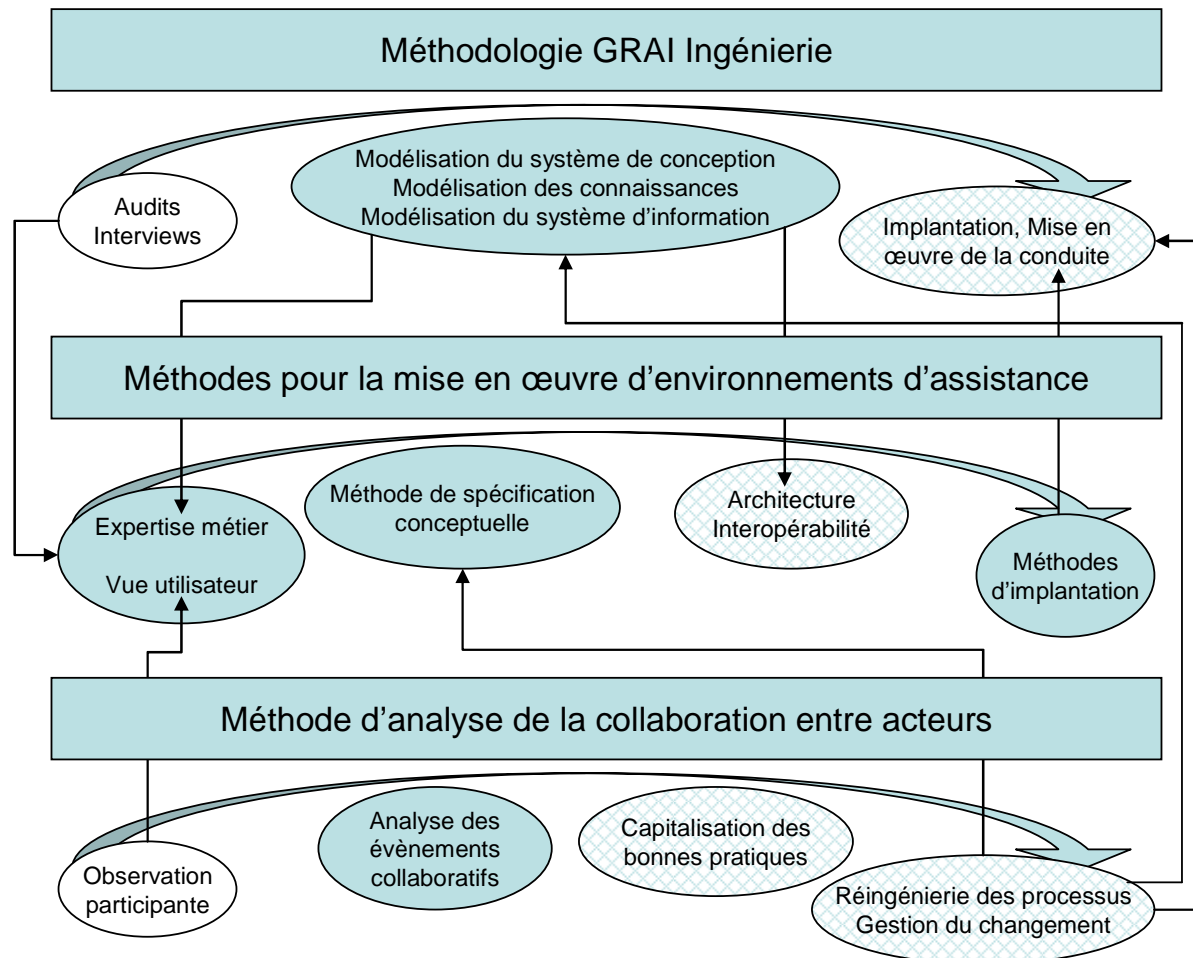 Méthodologie GRAI Ingénierie
Modélisation du système de conception
Modélisation des connaissances
Modélisation du système d’information
Audits
Interviews
Implantation, Mise en
œuvre de la conduite
Méthodes pour la mise en œuvre d’environnements d’assistance
Expertise métier
Vue utilisateur
Méthode de spécification
conceptuelle
Architecture
Interopérabilité
Méthodes
d’implantation
Méthode d’analyse de la collaboration entre acteurs
Observation
participante
Analyse des
évènements
collaboratifs
Capitalisation des
bonnes pratiques
Réingénierie des processus
Gestion du changement